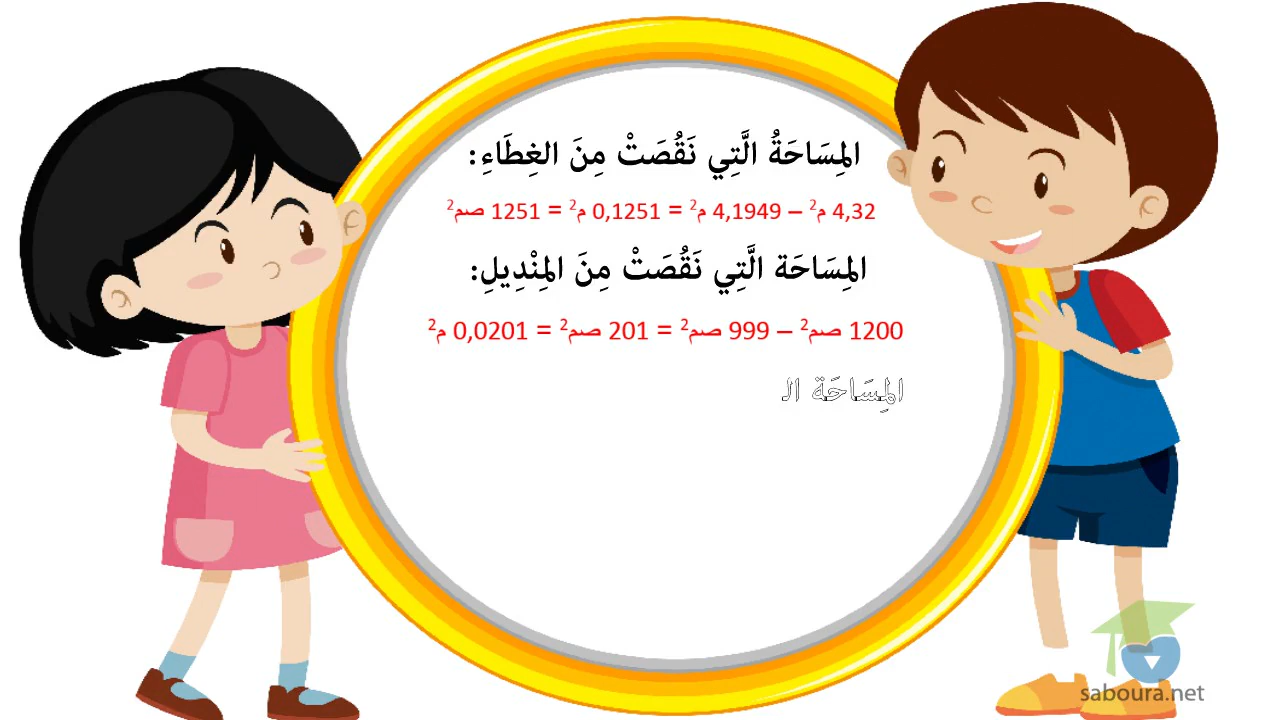 المِسَاحَةُ الَّتِي نَقُصَتْ مِنَ الغِطَاءِ:
4,32 م² – 4,1949 م² = 0,1251 م² = 1251 صم²
المِسَاحَة الَّتِي نَقُصَتْ مِنَ المِنْدِيلِ:
1200 صم² – 999 صم² = 201 صم² = 0,0201 م²
المِسَاحَة ال
saboura.net